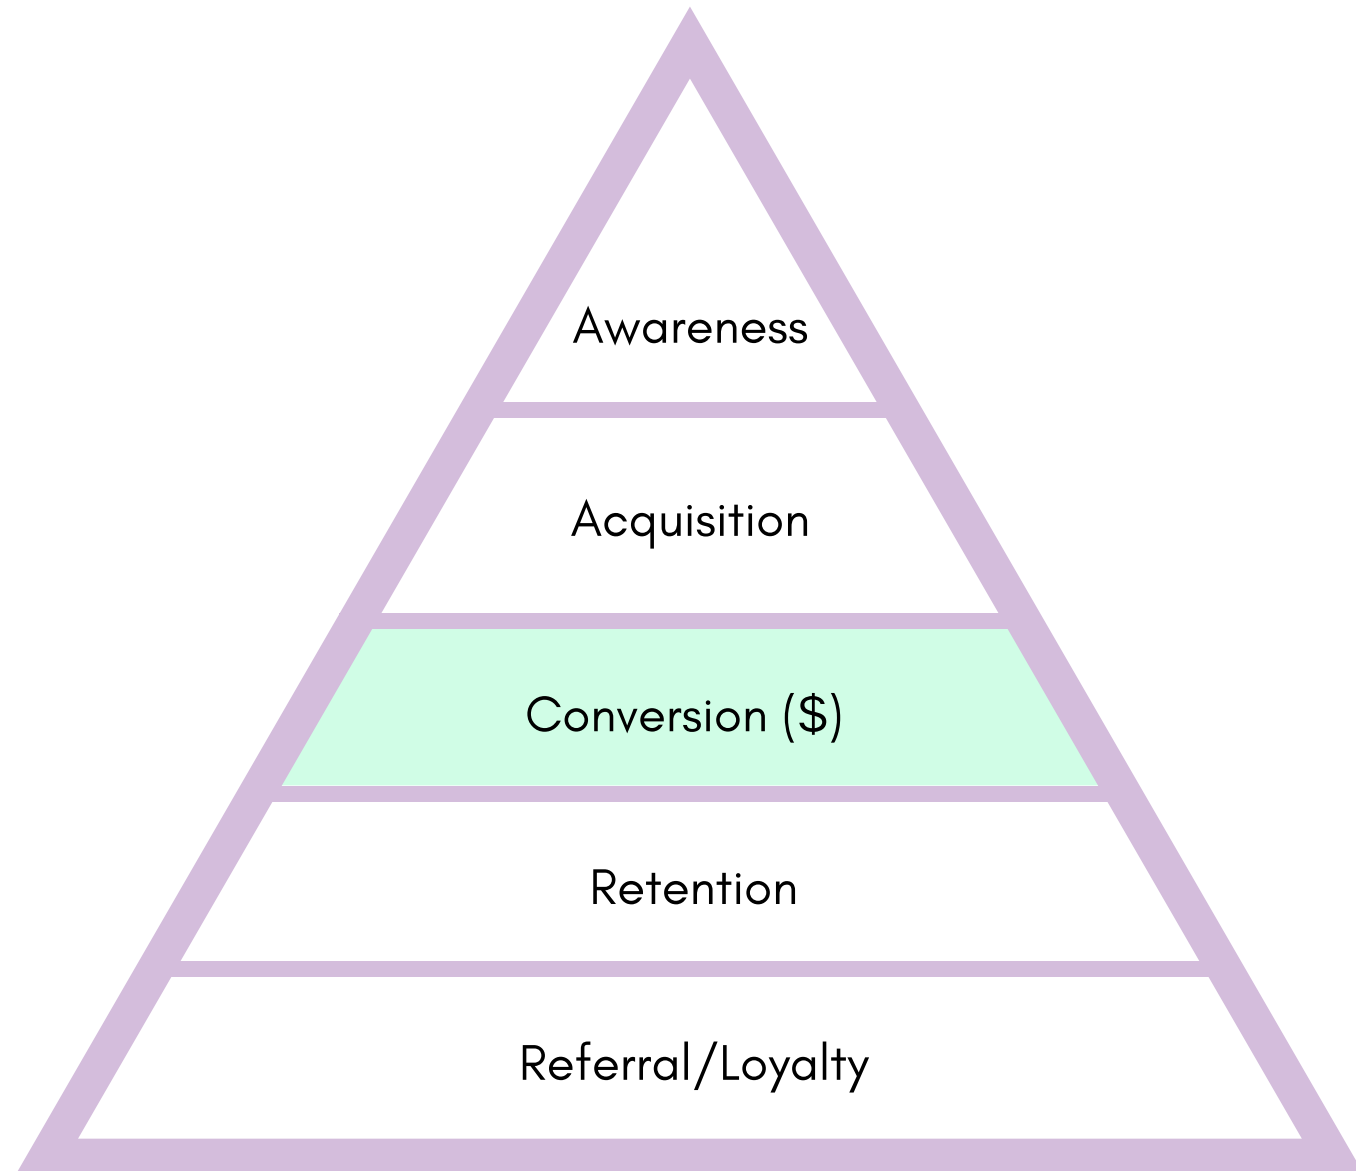 Awareness
Acquisition
Conversion ($)
Retention
Referral/Loyalty